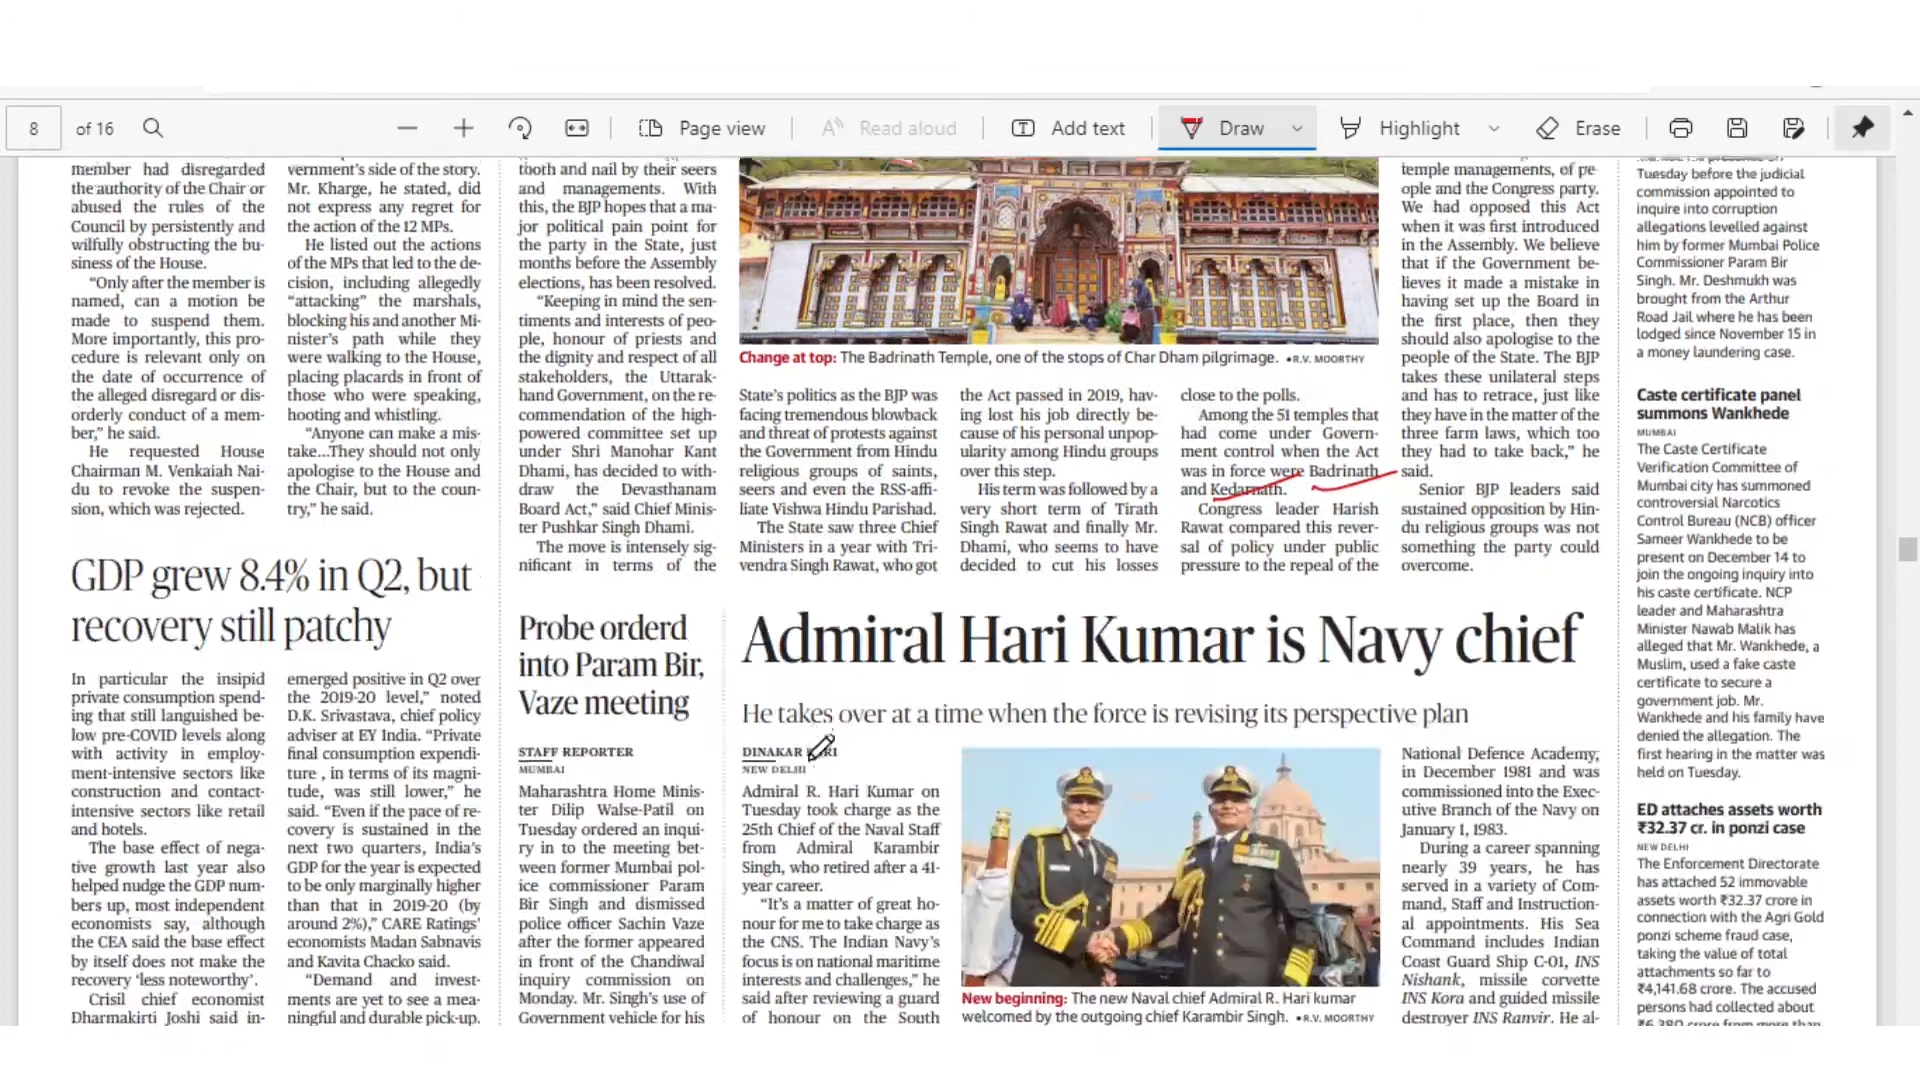 8 of 16 Page view Read aloud Add text Draw Highlight Erase
member had disregarded
the authority of the Chair or
abused the rules of the
Council by persistently and
wilfully obstructing the bu-
siness of the House.
“Only after the member is
named, can a motion be
made to suspend them.
More importantly, this pro-
cedure is relevant only on
the date of occurrence of
the alleged disregard or dis-
orderly conduct of a mem-
ber,” he said.
He requested House
Chairman M. Venkaiah Nai-
du to revoke the suspen-
sion, which was rejected.
vernment’s side of the story.
Mr. Kharge, he stated, did
not express any regret for
the action of the 12 MPs.
He listed out the actions
of the MPs that led to the de-
cision, including allegedly
“attacking” the marshals,
blocking his and another Mi-
nister’s path while they
were walking to the House,
placing placards in front of
those who were speaking,
hooting and whistling.
“Anyone can make a mis-
take...They should not only
apologise to the House and
the Chair, but to the coun-
try,” he said.
GDP grew 8.4% in Q2, but
recovery still patchy
In particular the insipid
private consumption spend-
ing that still languished be-
low pre-COVID levels along
with activity in employ-
ment-intensive sectors like
construction and contact-
intensive sectors like retail
and hotels.
The base effect of nega-
tive growth last year also
helped nudge the GDP num-
bers up, most independent
economists say, although
the CEA said the base effect
by itself does not make the
recovery ‘less noteworthy’.
Crisil chief economist
Dharmakirti Joshi said in-
emerged positive in Q2 over
the 2019-20 level,” noted
D.K. Srivastava, chief policy
adviser at EY India. “Private
final consumption expendi-
ture , in terms of its magni-
tude, was still lower,” he
said. “Even if the pace of re-
covery is sustained in the
next two quarters, India’s
GDP for the year is expected
to be only marginally higher
than that in 2019-20 (by
around 2%),” CARE Ratings’
economists Madan Sabnavis
and Kavita Chacko said.
“Demand and invest-
ments are yet to see a mea-
ningful and durable pick-up.
tooth and nail by their seers
and managements. With
this, the BJP hopes that a ma-
jor political pain point for
the party in the State, just
months before the Assembly
elections, has been resolved.
“Keeping in mind the sen-
timents and interests of peo-
ple, honour of priests and
the dignity and respect of all
stakeholders, the Uttarak-
hand Government, on the re-
commendation of the high-
powered committee set up
under Shri Manohar Kant
Dhami, has decided to with-
draw the Devasthanam
Board Act,” said Chief Minis-
ter Pushkar Singh Dhami.
The move is intensely sig-
nificant in terms of the
Change at top: The Badrinath Temple, one of the stops of Char Dham pilgrimage. •R.V. MOORTHY
State’s politics as the BJP was
facing tremendous blowback
and threat of protests against
the Government from Hindu
religious groups of saints,
seers and even the RSS-affi-
liate Vishwa Hindu Parishad.
The State saw three Chief
Ministers in a year with Tri-
vendra Singh Rawat, who got
the Act passed in 2019, hav-
ing lost his job directly be-
cause of his personal unpop-
ularity among Hindu groups
over this step.
His term was followed by a
very short term of Tirath
Singh Rawat and finally Mr.
Dhami, who seems to have
decided to cut his losses
close to the polls.
Among the 51 temples that
had come under Govern-
ment control when the Act
was in force were Badrinath
and Kedarnath.
Congress leader Harish
Rawat compared this rever-
sal of policy under public
pressure to the repeal of the
temple managements, of pe-
ople and the Congress party.
We had opposed this Act
when it was first introduced
in the Assembly. We believe
that if the Government be-
lieves it made a mistake in
having set up the Board in
the first place, then they
should also apologise to the
people of the State. The BJP
takes these unilateral steps
and has to retrace, just like
they have in the matter of the
three farm laws, which too
they had to take back,” he
said.
Senior BJP leaders said
sustained opposition by Hin-
du religious groups was not
something the party could
overcome.
Probe orderd
into Param Bir,
Vaze meeting
STAFF REPORTER
MUMBAI
Maharashtra Home Minis-
ter Dilip Walse-Patil on
Tuesday ordered an inqui-
ry in to the meeting bet-
ween former Mumbai pol-
ice commissioner Param
Bir Singh and dismissed
police officer Sachin Vaze
after the former appeared
in front of the Chandiwal
inquiry commission on
Monday. Mr. Singh’s use of
Government vehicle for his
Admiral Hari Kumar is Navy chief
He takes over at a time when the force is revising its perspective plan
DINAKAR
NEW DELHI
Admiral R. Hari Kumar on
Tuesday took charge as the
25th Chief of the Naval Staff
from Admiral Karambir
Singh, who retired after a 41-
year career.
“It’s a matter of great ho-
nour for me to take charge as
the CNS. The Indian Navy’s
focus is on national maritime
interests and challenges,” he
said after reviewing a guard
of honour on the South
New beginning: The new Naval chief Admiral R. Hari kumar
welcomed by the outgoing chief Karambir Singh. •R.V. MOORTHY
National Defence Academy,
in December 1981 and was
commissioned into the Exec-
utive Branch of the Navy on
January 1, 1983.
During a career spanning
nearly 39 years, he has
served in a variety of Com-
mand, Staff and Instruction-
al appointments. His Sea
Command includes Indian
Coast Guard Ship C-01, INS
Nishank, missile corvette
INS Kora and guided missile
destroyer INS Ranvir. He al-
Tuesday before the judicial
commission appointed to
inquire into corruption
allegations levelled against
him by former Mumbai Police
Commissioner Param Bir
Singh. Mr. Deshmukh was
brought from the Arthur
Road Jail where he has been
lodged since November 15 in
a money laundering case.
Caste certificate panel
summons Wankhede
MUMBAI
The Caste Certificate
Verification Committee of
Mumbai city has summoned
controversial Narcotics
Control Bureau (NCB) officer
Sameer Wankhede to be
present on December 14 to
join the ongoing inquiry into
his caste certificate. NCP
leader and Maharashtra
Minister Nawab Malik has
alleged that Mr. Wankhede, a
Muslim, used a fake caste
certificate to secure a
government job. Mr.
Wankhede and his family have
denied the allegation. The
first hearing in the matter was
held on Tuesday.
ED attaches assets worth
₹32.37 cr. in ponzi case
NEW DELHI
The Enforcement Directorate
has attached 52 immovable
assets worth ₹32.37 crore in
connection with the Agri Gold
ponzi scheme fraud case,
taking the value of total
attachments so far to
₹4,141.68 crore. The accused
persons had collected about
₹6,380 crore from more than